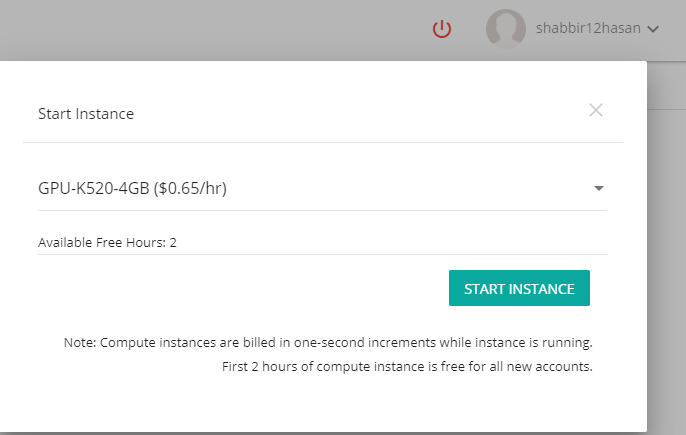 shabbir12hasan
Start Instance
GPU-K520-4GB ($0.65/hr)
Available Free Hours: 2
START INSTANCE
Note: Compute instances are billed in one-second increments while instance is running.
First 2 hours of compute instance is free for all new accounts.